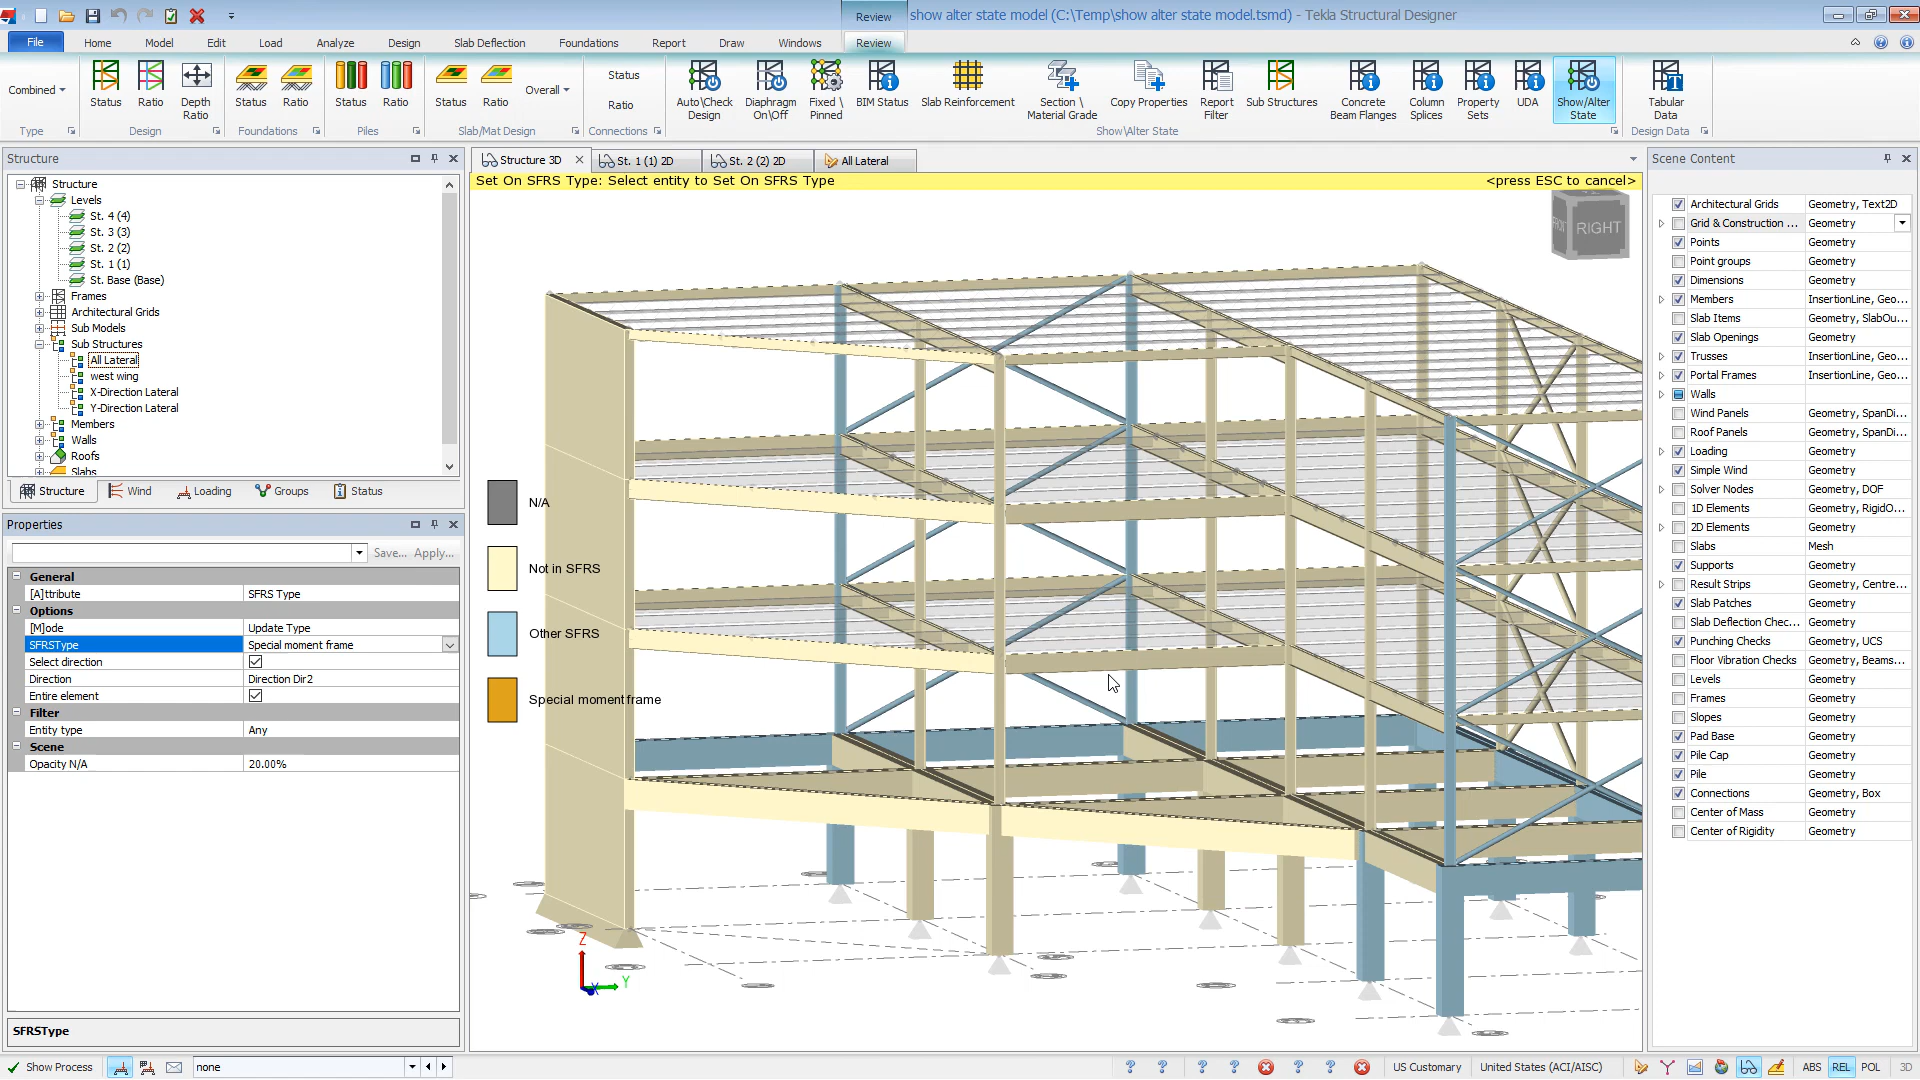 show alter state model (C:\Temp\show alter state model.tsmd) - Tekla Structural Designer
Review
File
Home
Model
Edit
Load
Analyze
Design
Slab Deflection
Foundations
Report
Draw
Windows
Review
Combined
Type
Status
Ratio
Depth Ratio
Design
Status
Ratio
Foundations
Status
Ratio
Piles
Status
Ratio
Overall
Slab/Mat Design
Status
Ratio
Connections
Auto\Check Design
Diaphragm On\Off
Fixed \ Pinned
BIM Status
Slab Reinforcement
Section \ Material Grade
Copy Properties
Report Filter
Sub Structures
Concrete Beam Flanges
Column Splices
Property Sets
UDA
Show/Alter State
Show\Alter State
Tabular Data
Design Data
Structure
Structure
Levels
St. 4 (4)
St. 3 (3)
St. 2 (2)
St. 1 (1)
St. Base (Base)
Frames
Architectural Grids
Sub Models
Sub Structures
All Lateral
west wing
X-Direction Lateral
Y-Direction Lateral
Members
Walls
Roofs
Slabs
Structure
Wind
Loading
Groups
Status
Properties
Save...
Apply...
General
[A]ttribute SFRS Type
Options
[M]ode Update Type
SFRSType Special moment frame
Select direction
Direction Direction Dir2
Entire element
Filter
Entity type Any
Scene
Opacity N/A 20.00%
SFRSType
Structure 3D
St. 1 (1) 2D
St. 2 (2) 2D
All Lateral
Set On SFRS Type: Select entity to Set On SFRS Type
<press ESC to cancel>
FRONT
RIGHT
N/A
Not in SFRS
Other SFRS
Special moment frame
Z
X
Y
Scene Content
Architectural Grids Geometry, Text2D
Grid & Construction ... Geometry
Points Geometry
Point groups Geometry
Dimensions Geometry
Members InsertionLine, Geo...
Slab Items Geometry, SlabOu...
Slab Openings Geometry
Trusses InsertionLine, Geo...
Portal Frames InsertionLine, Geo...
Walls
Wind Panels Geometry, SpanDi...
Roof Panels Geometry, SpanDi...
Loading Geometry
Simple Wind Geometry
Solver Nodes Geometry, DOF
1D Elements Geometry, RigidO...
2D Elements Geometry
Slabs Mesh
Supports Geometry
Result Strips Geometry, Centre...
Slab Patches Geometry
Slab Deflection Chec... Geometry
Punching Checks Geometry, UCS
Floor Vibration Checks Geometry, Beams...
Levels Geometry
Frames Geometry
Slopes Geometry
Pad Base Geometry
Pile Cap Geometry
Pile Geometry
Connections Geometry, Box
Center of Mass Geometry
Center of Rigidity Geometry
Show Process
none
US Customary
United States (ACI/AISC)
ABS
REL
POL
3D